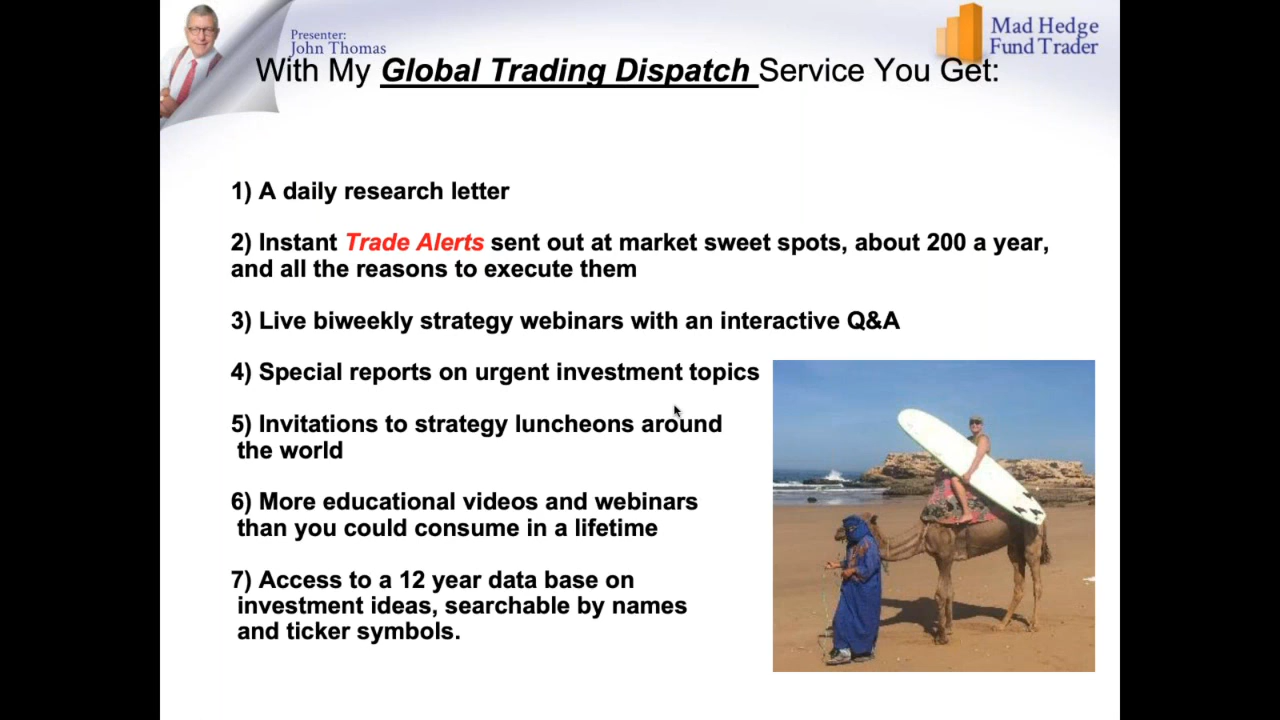 Presenter:
John Thomas
Mad Hedge
Fund Trader
With My Global Trading Dispatch Service You Get:
1) A daily research letter
2) Instant Trade Alerts sent out at market sweet spots, about 200 a year,
and all the reasons to execute them
3) Live biweekly strategy webinars with an interactive Q&A
4) Special reports on urgent investment topics
5) Invitations to strategy luncheons around
the world
6) More educational videos and webinars
than you could consume in a lifetime
7) Access to a 12 year data base on
investment ideas, searchable by names
and ticker symbols.